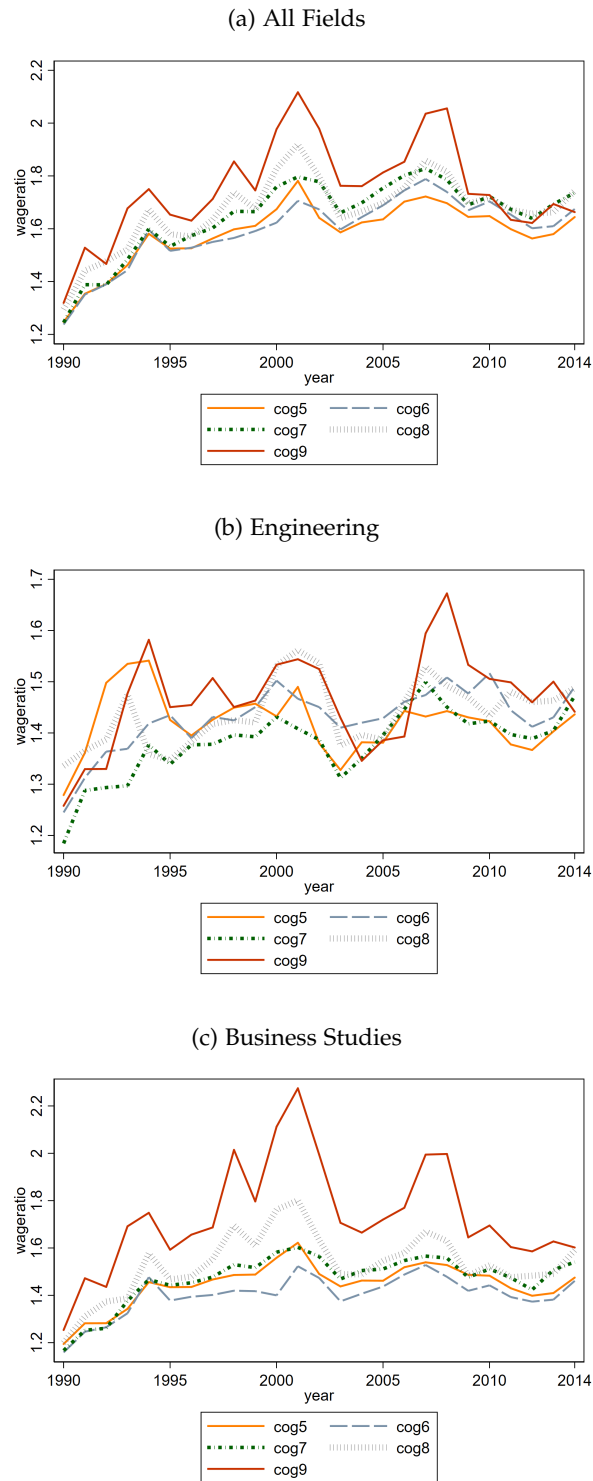 (a) All Fields
2.2
2
1.8
1.6
1.4
1.2
wageratio
1990 1995 2000 2005 2010 2014
year
cog5 cog6
cog7 cog8
cog9
(b) Engineering
1.7
1.6
1.5
1.4
1.3
1.2
wageratio
1990 1995 2000 2005 2010 2014
year
cog5 cog6
cog7 cog8
cog9
(c) Business Studies
2.2
2
1.8
1.6
1.4
1.2
wageratio
1990 1995 2000 2005 2010 2014
year
cog5 cog6
cog7 cog8
cog9